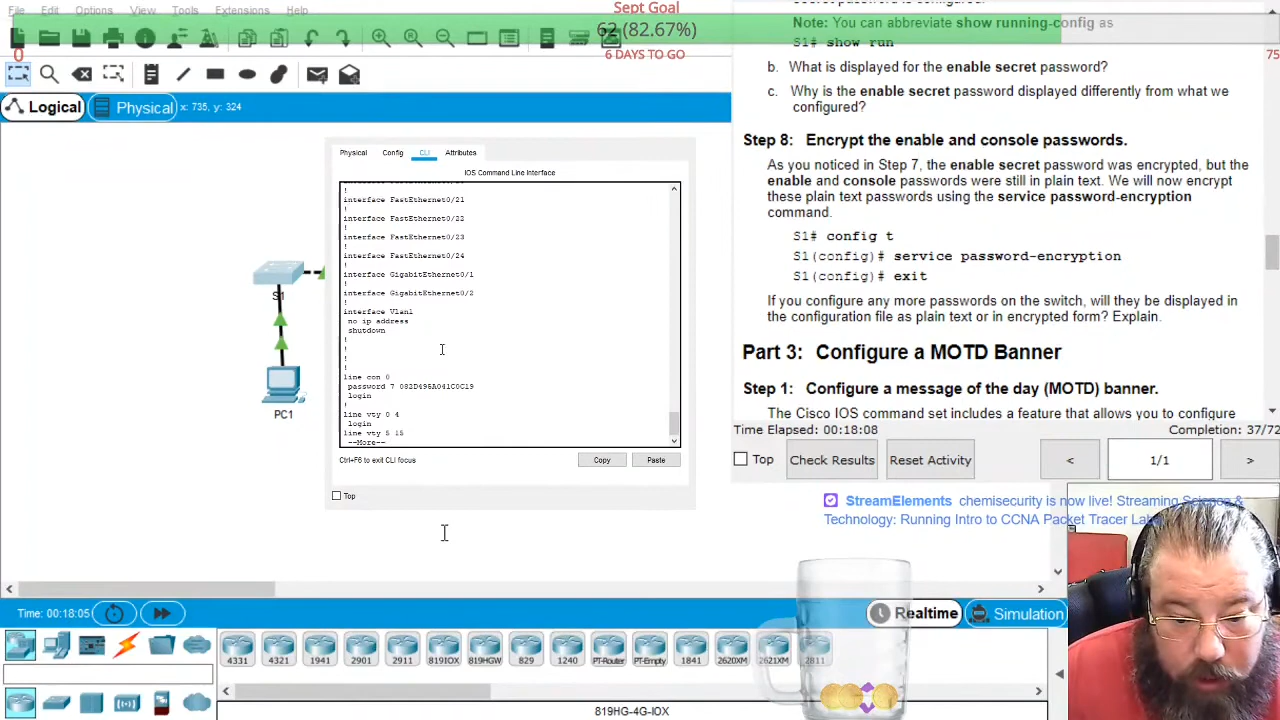 File Edit Options View Tools Extensions Help
Sept Goal
62 (82.67%)
6 DAYS TO GO
0
75
Logical
Physical
x: 735, y: 324
Physical Config CLI Attributes
IOS Command Line Interface
!
interface FastEthernet0/21
!
interface FastEthernet0/22
!
interface FastEthernet0/23
!
interface FastEthernet0/24
!
interface GigabitEthernet0/1
!
interface GigabitEthernet0/2
!
interface Vlan1
no ip address
shutdown
!
!
!
!
line con 0
password 7 082D495A041C0C19
login
!
line vty 0 4
login
line vty 5 15
--More--
Ctrl+F6 to exit CLI focus
Copy
Paste
Top
S1
PC1
Note: You can abbreviate show running-config as
S1# show run
b. What is displayed for the enable secret password?
c. Why is the enable secret password displayed differently from what we
configured?
Step 8: Encrypt the enable and console passwords.
As you noticed in Step 7, the enable secret password was encrypted, but the
enable and console passwords were still in plain text. We will now encrypt
these plain text passwords using the service password-encryption
command.
S1# config t
S1(config)# service password-encryption
S1(config)# exit
If you configure any more passwords on the switch, will they be displayed in
the configuration file as plain text or in encrypted form? Explain.
Part 3: Configure a MOTD Banner
Step 1: Configure a message of the day (MOTD) banner.
The Cisco IOS command set includes a feature that allows you to configure
Time Elapsed: 00:18:08
Completion: 37/72
Top
Check Results
Reset Activity
<
1/1
>
StreamElements chemisecurity is now live! Streaming Science &
Technology: Running Intro to CCNA Packet Tracer
Time: 00:18:05
Realtime
Simulation
4331 4321 1941 2901 2911 819IOX 819HGW 829 1240 PT-Router PT-Empty 1841 2620XM 2621XM 2811
819HG-4G-IOX